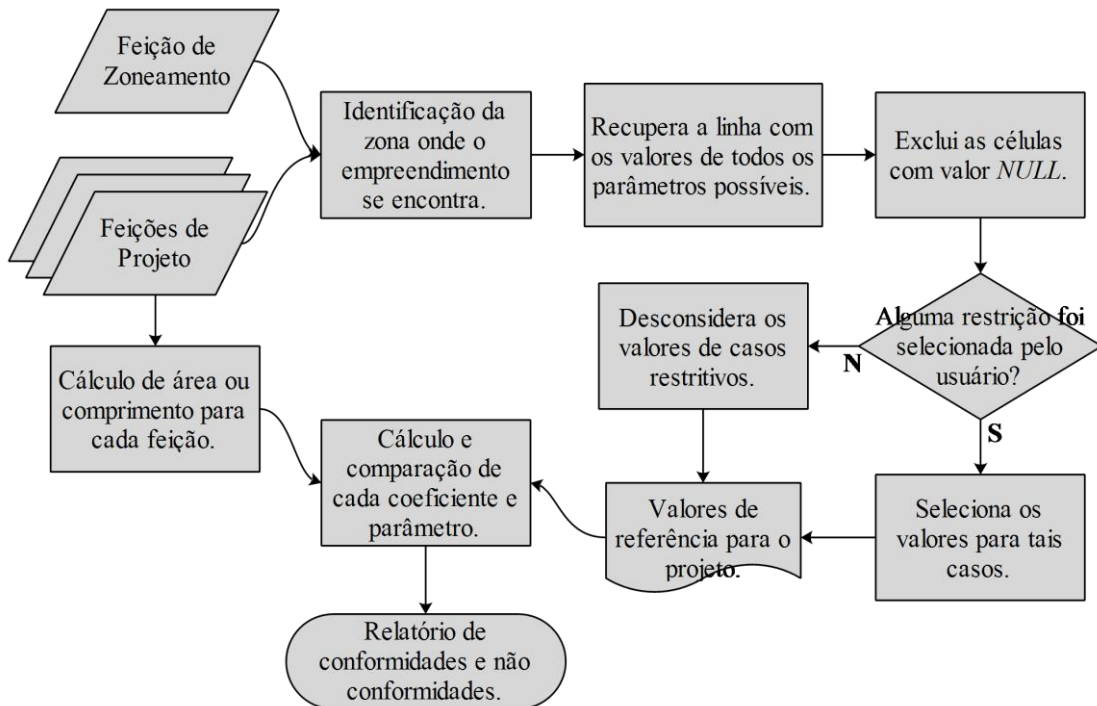 Feição de
Zoneamento
Feições de
Projeto
Identificação da
zona onde o
empreendimento
se encontra.
Recupera a linha com
os valores de todos os
parâmetros possíveis.
Exclui as células
com valor NULL.
Alguma restrição foi
selecionada pelo
usuário?
N
S
Desconsidera os
valores de casos
restritivos.
Seleciona os
valores para tais
casos.
Valores de
referência para o
projeto.
Cálculo de área ou
comprimento para
cada feição.
Cálculo e
comparação de
cada coeficiente e
parâmetro.
Relatório de
conformidades e não
conformidades.